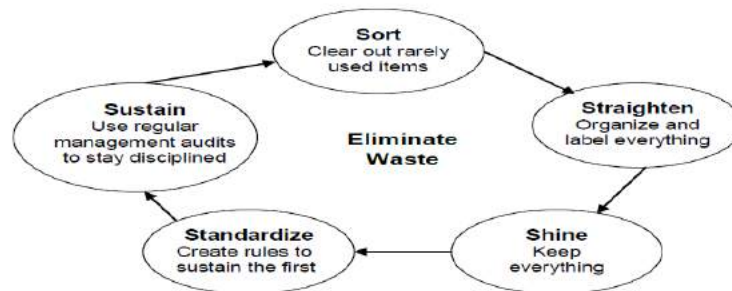 Sort
Clear out rarely
used items
Straighten
Organize and
label everything
Shine
Keep
everything
Standardize
Create rules to
sustain the first
Sustain
Use regular
management audits
to stay disciplined
Eliminate
Waste